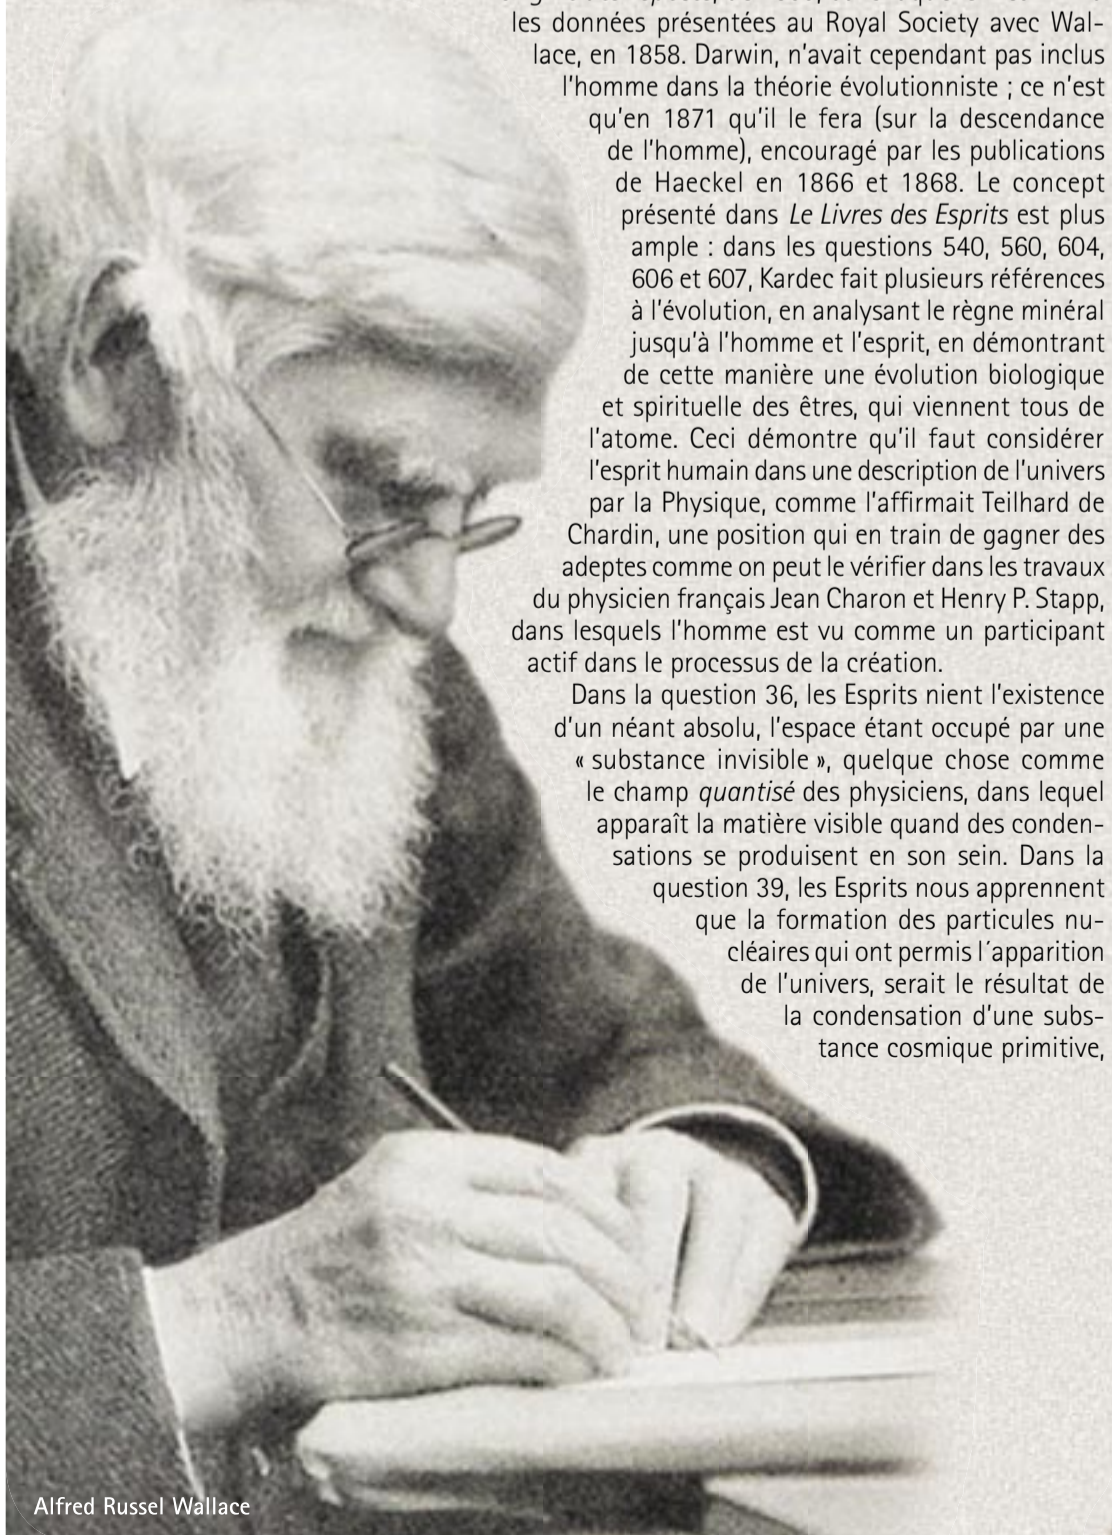 les données présentées au Royal Society avec Wal-
lace, en 1858. Darwin, n'avait cependant pas inclus
l'homme dans la théorie évolutionniste ; ce n'est
qu'en 1871 qu'il le fera (sur la descendance
de l'homme), encouragé par les publications
de Haeckel en 1866 et 1868. Le concept
présenté dans Le Livres des Esprits est plus
ample : dans les questions 540, 560, 604,
606 et 607, Kardec fait plusieurs références
à l'évolution, en analysant le règne minéral
jusqu'à l'homme et l'esprit, en démontrant
de cette manière une évolution biologique
et spirituelle des êtres, qui viennent tous de
l'atome. Ceci démontre qu'il faut considérer
l'esprit humain dans une description de l'univers
par la Physique, comme l'affirmait Teilhard de
Chardin, une position qui en train de gagner des
adeptes comme on peut le vérifier dans les travaux
du physicien français Jean Charon et Henry P. Stapp,
dans lesquels l'homme est vu comme un participant
actif dans le processus de la création.
Dans la question 36, les Esprits nient l'existence
d'un néant absolu, l'espace étant occupé par une
« substance invisible », quelque chose comme
le champ quantisé des physiciens, dans lequel
apparaît la matière visible quand des conden-
sations se produisent en son sein. Dans la
question 39, les Esprits nous apprennent
que la formation des particules nu-
cléaires qui ont permis l´apparition
de l'univers, serait le résultat de
la condensation d'une subs-
tance cosmique primitive,
Alfred Russel Wallace